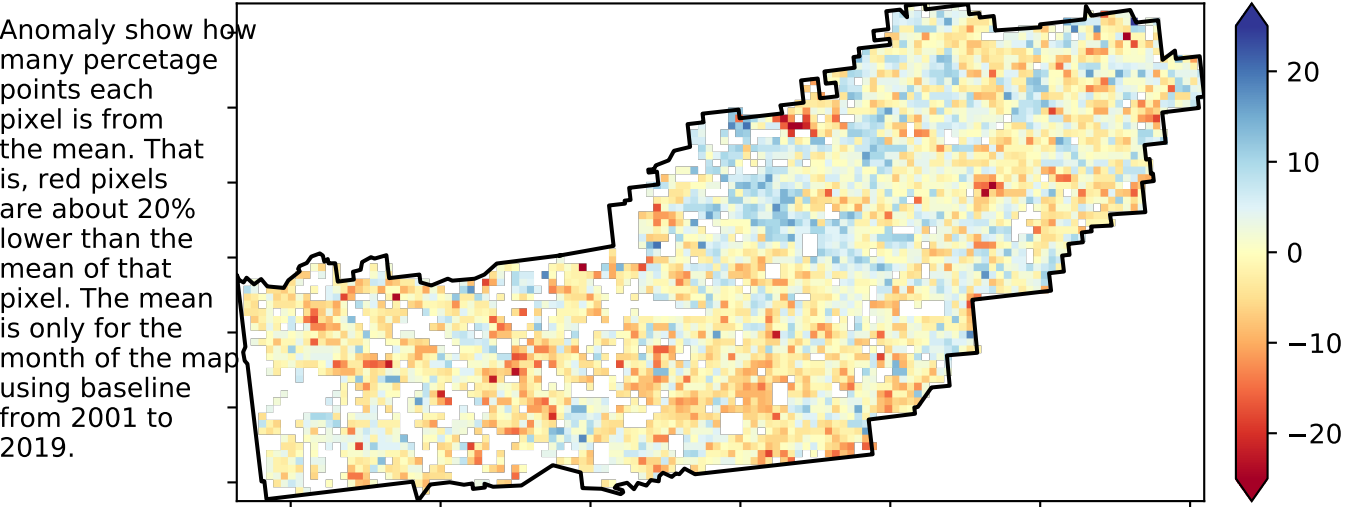 Anomaly show how
many percetage
points each
pixel is from
the mean. That
is, red pixels
are about 20%
lower than the
mean of that
pixel. The mean
is only for the
month of the map
using baseline
from 2001 to
2019.
20
10
0
−10
−20